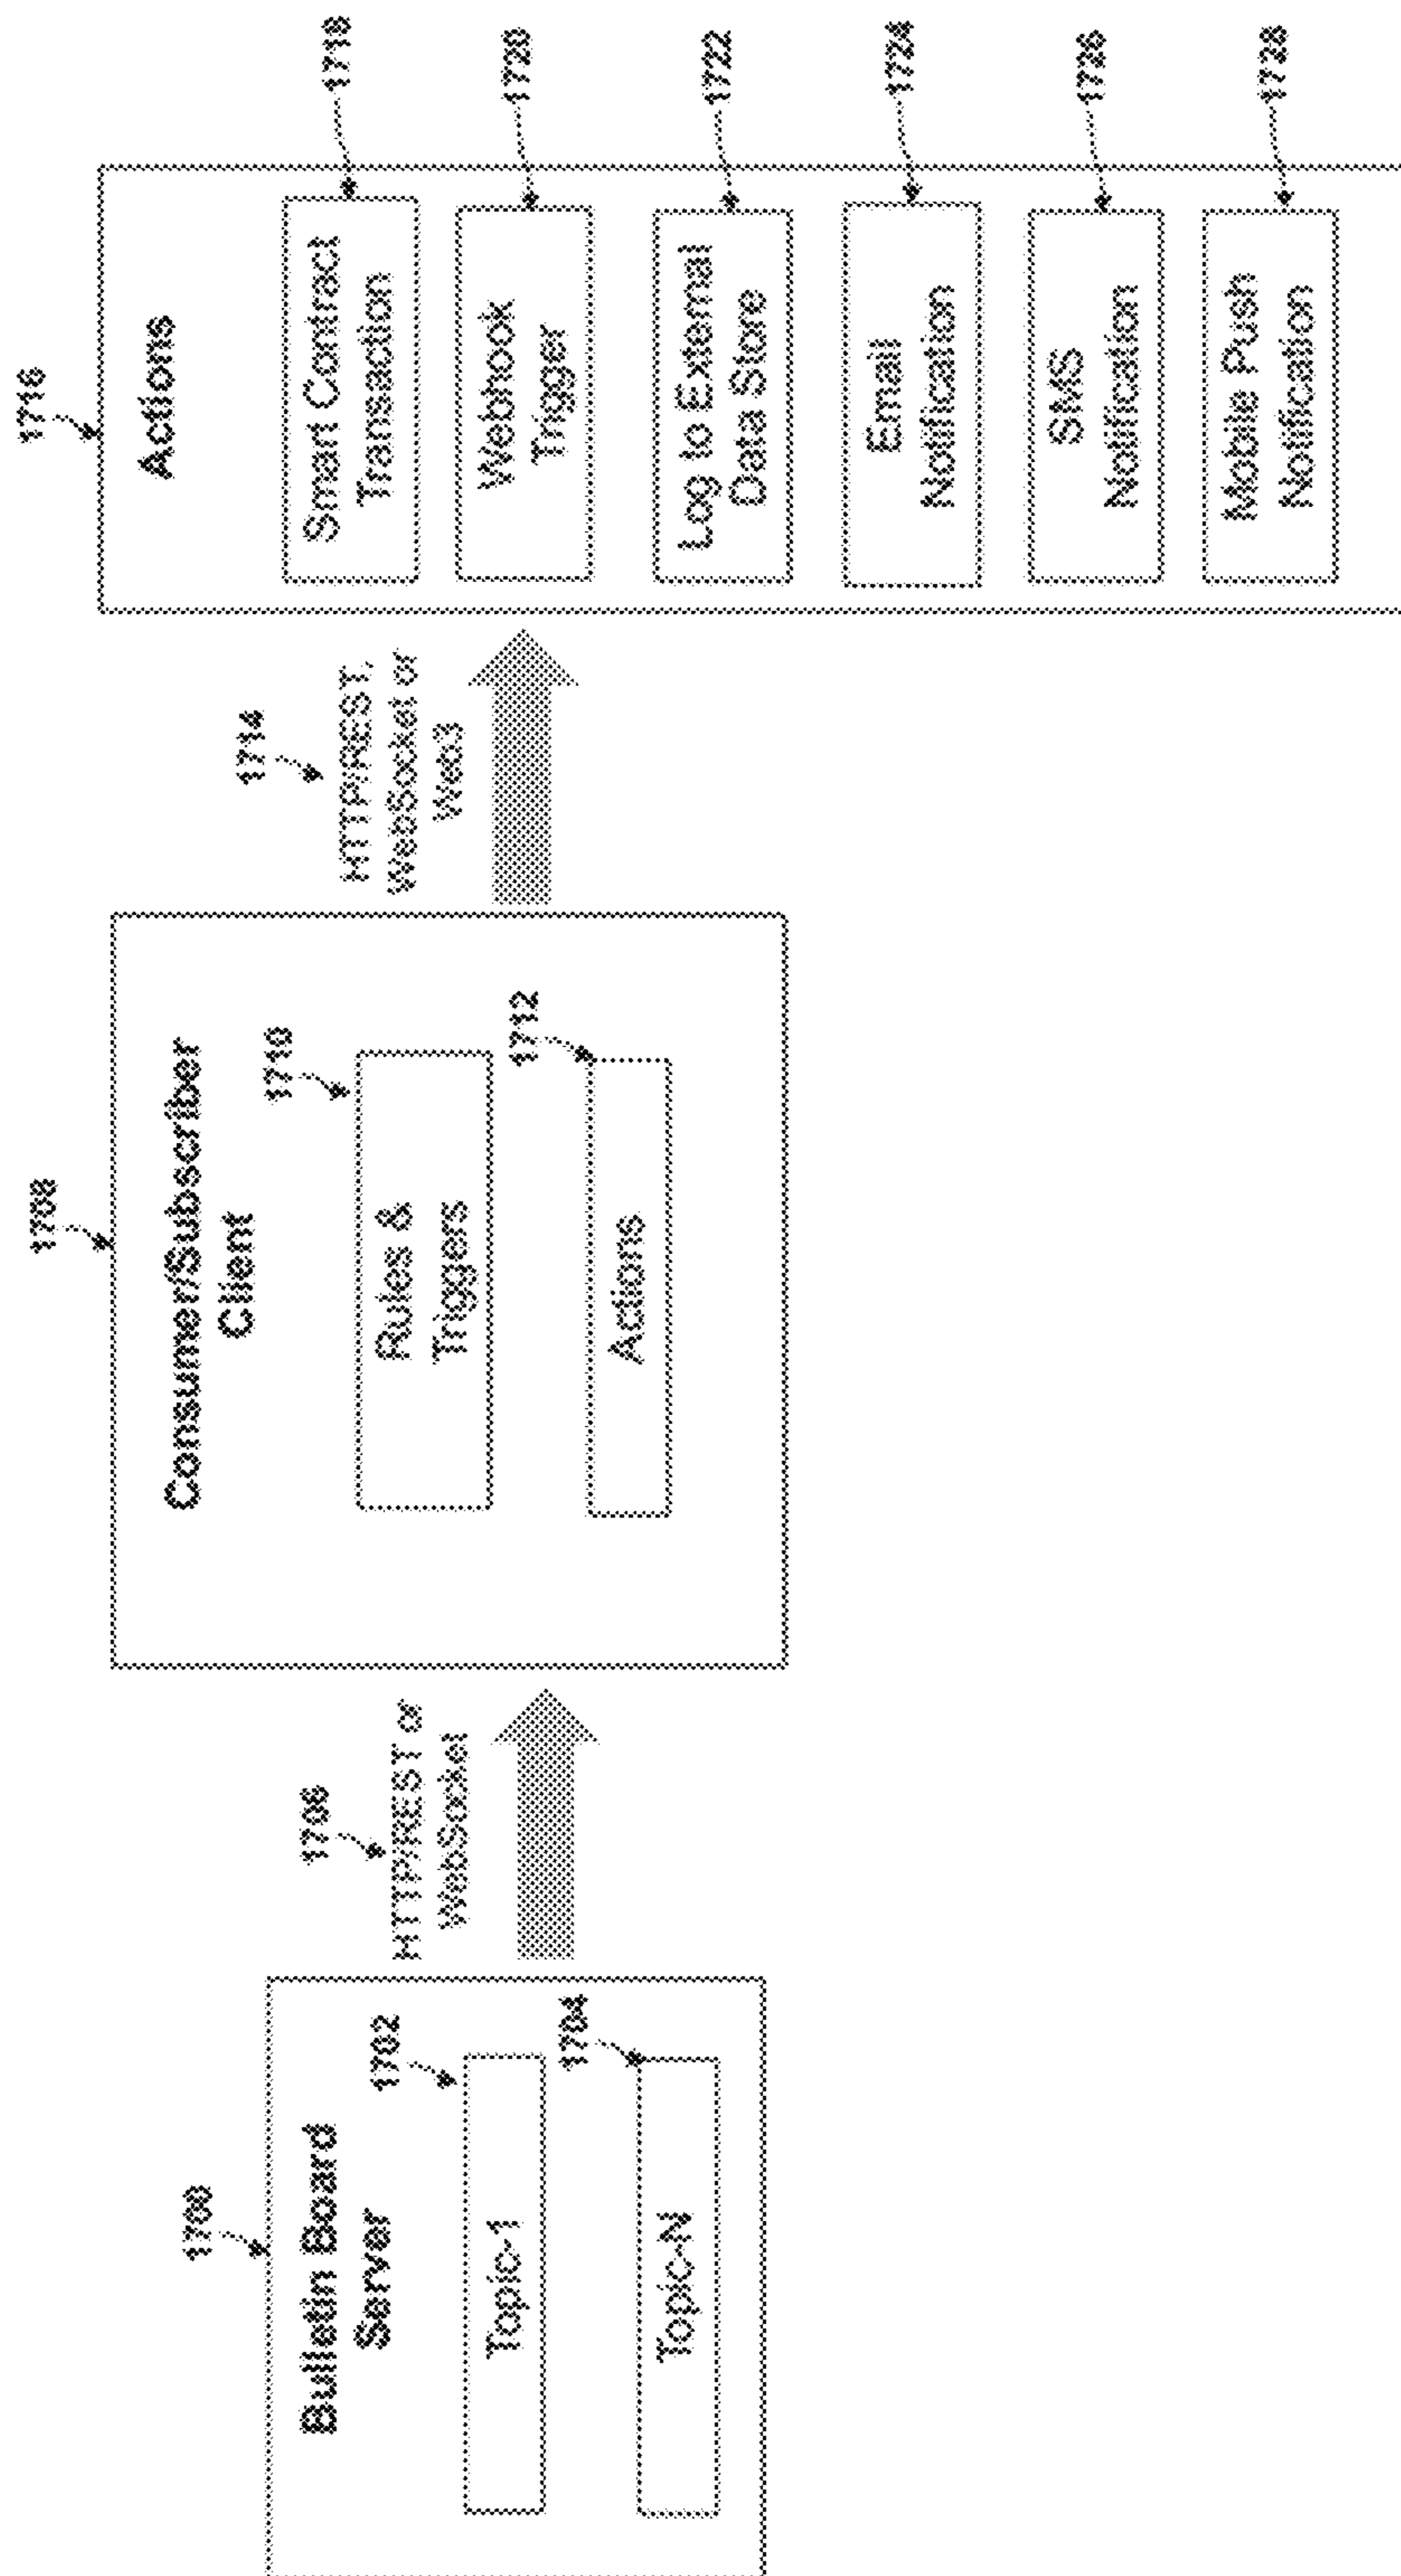 1700
Bulletin Board
Server
1702
Topic-1
1704
Topic-N
1706
HTTP/REST or
WebSocket
1708
Consumer/Subscriber
Client
1710
Rules &
Triggers
1712
Actions
1714
HTTP/REST,
WebSocket or
Web3
1716
Actions
Smart Contract
Transaction
1718
Webhook
Trigger
1720
Log to External
Data Store
1722
Email
Notification
1724
SMS
Notification
1726
Mobile Push
Notification
1728